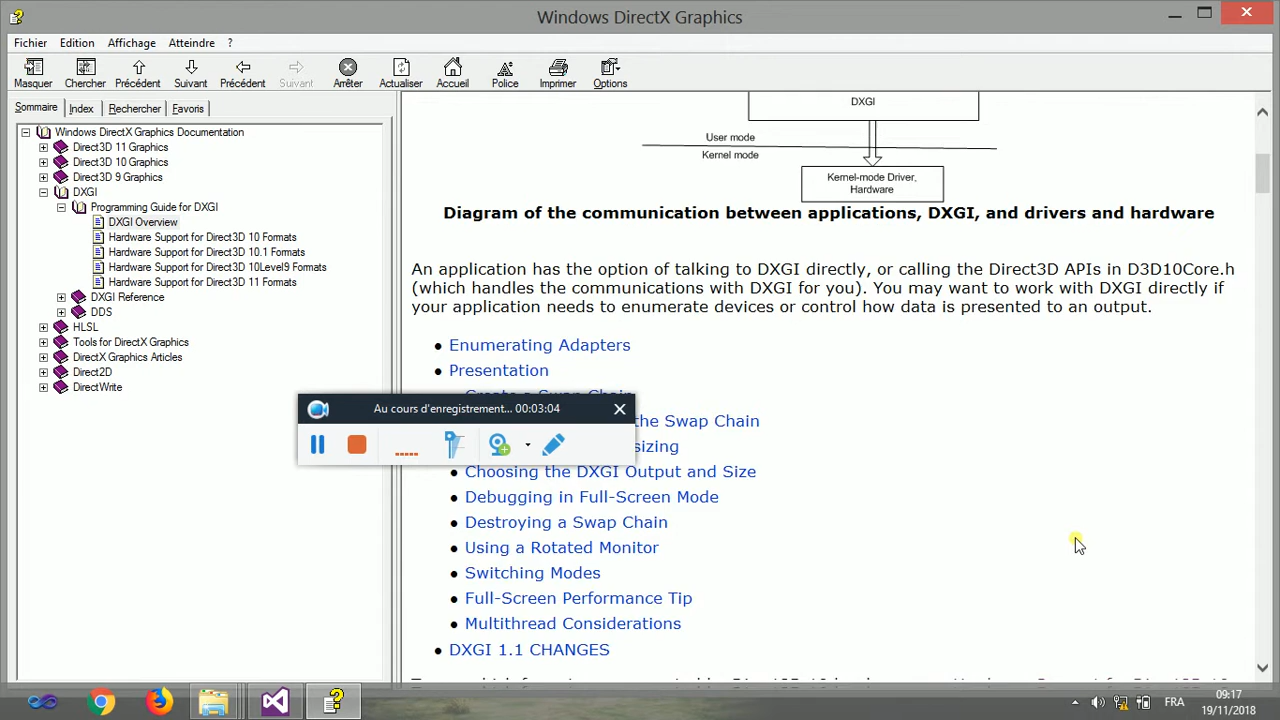 Windows DirectX Graphics
Fichier Edition Affichage Atteindre ?
Masquer Chercher Précédent Suivant Précédent Suivant Arrêter Actualiser Accueil Police Imprimer Options
Sommaire Index Rechercher Favoris
Windows DirectX Graphics Documentation
Direct3D 11 Graphics
Direct3D 10 Graphics
Direct3D 9 Graphics
DXGI
Programming Guide for DXGI
DXGI Overview
Hardware Support for Direct3D 10 Formats
Hardware Support for Direct3D 10.1 Formats
Hardware Support for Direct3D 10Level9 Formats
Hardware Support for Direct3D 11 Formats
DXGI Reference
DDS
HLSL
Tools for DirectX Graphics
DirectX Graphics Articles
Direct2D
DirectWrite
DXGI
User mode
Kernel mode
Kernel-mode Driver,
Hardware
Diagram of the communication between applications, DXGI, and drivers and hardware
An application has the option of talking to DXGI directly, or calling the Direct3D APIs in D3D10Core.h
(which handles the communications with DXGI for you). You may want to work with DXGI directly if
your application needs to enumerate devices or control how data is presented to an output.
Enumerating Adapters
Presentation
Create a Swap Chain
the Swap Chain
sizing
Choosing the DXGI Output and Size
Debugging in Full-Screen Mode
Destroying a Swap Chain
Using a Rotated Monitor
Switching Modes
Full-Screen Performance Tip
Multithread Considerations
DXGI 1.1 CHANGES
Au cours d'enregistrement... 00:03:04
FRA
09:17
19/11/2018